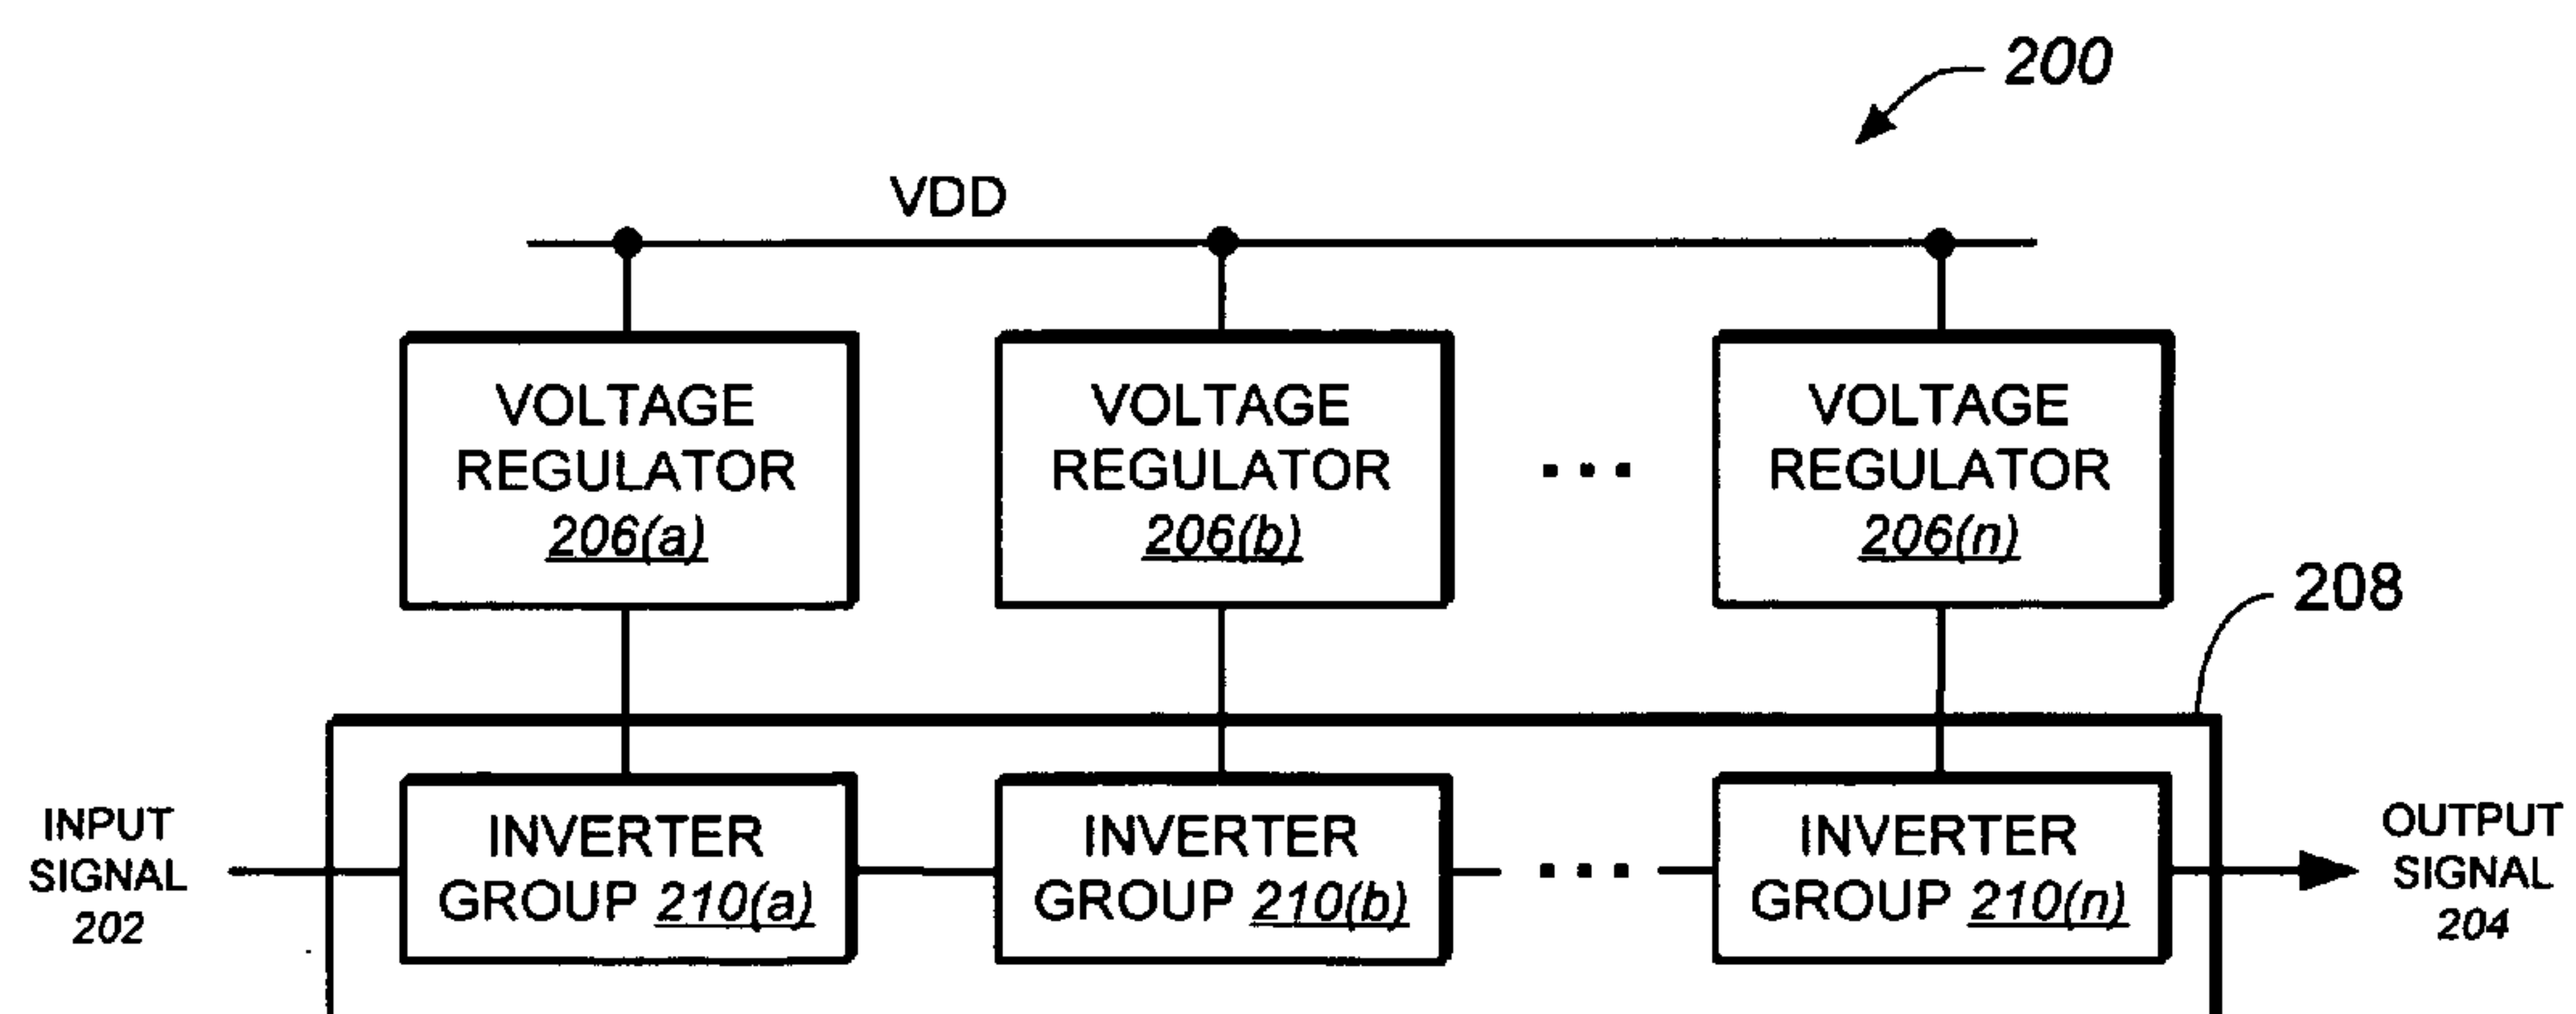 200
VDD
VOLTAGE
REGULATOR
206(a)
VOLTAGE
REGULATOR
206(b)
...
VOLTAGE
REGULATOR
206(n)
208
INPUT
SIGNAL
202
INVERTER
GROUP 210(a)
INVERTER
GROUP 210(b)
...
INVERTER
GROUP 210(n)
OUTPUT
SIGNAL
204